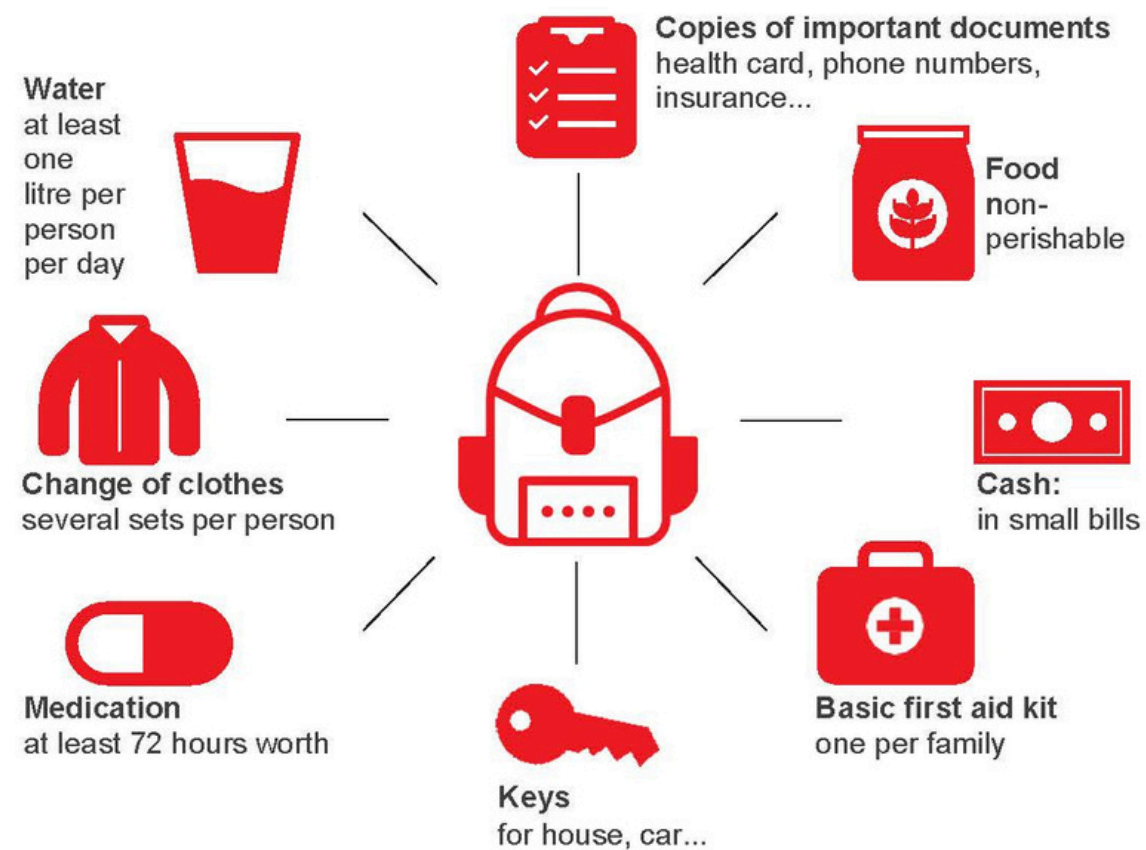 Copies of important documents
health card, phone numbers,
insurance...
Water
at least
one
litre per
person
per day
Food
non-
perishable
Change of clothes
several sets per person
Cash:
in small bills
Medication
at least 72 hours worth
Basic first aid kit
one per family
Keys
for house, car...